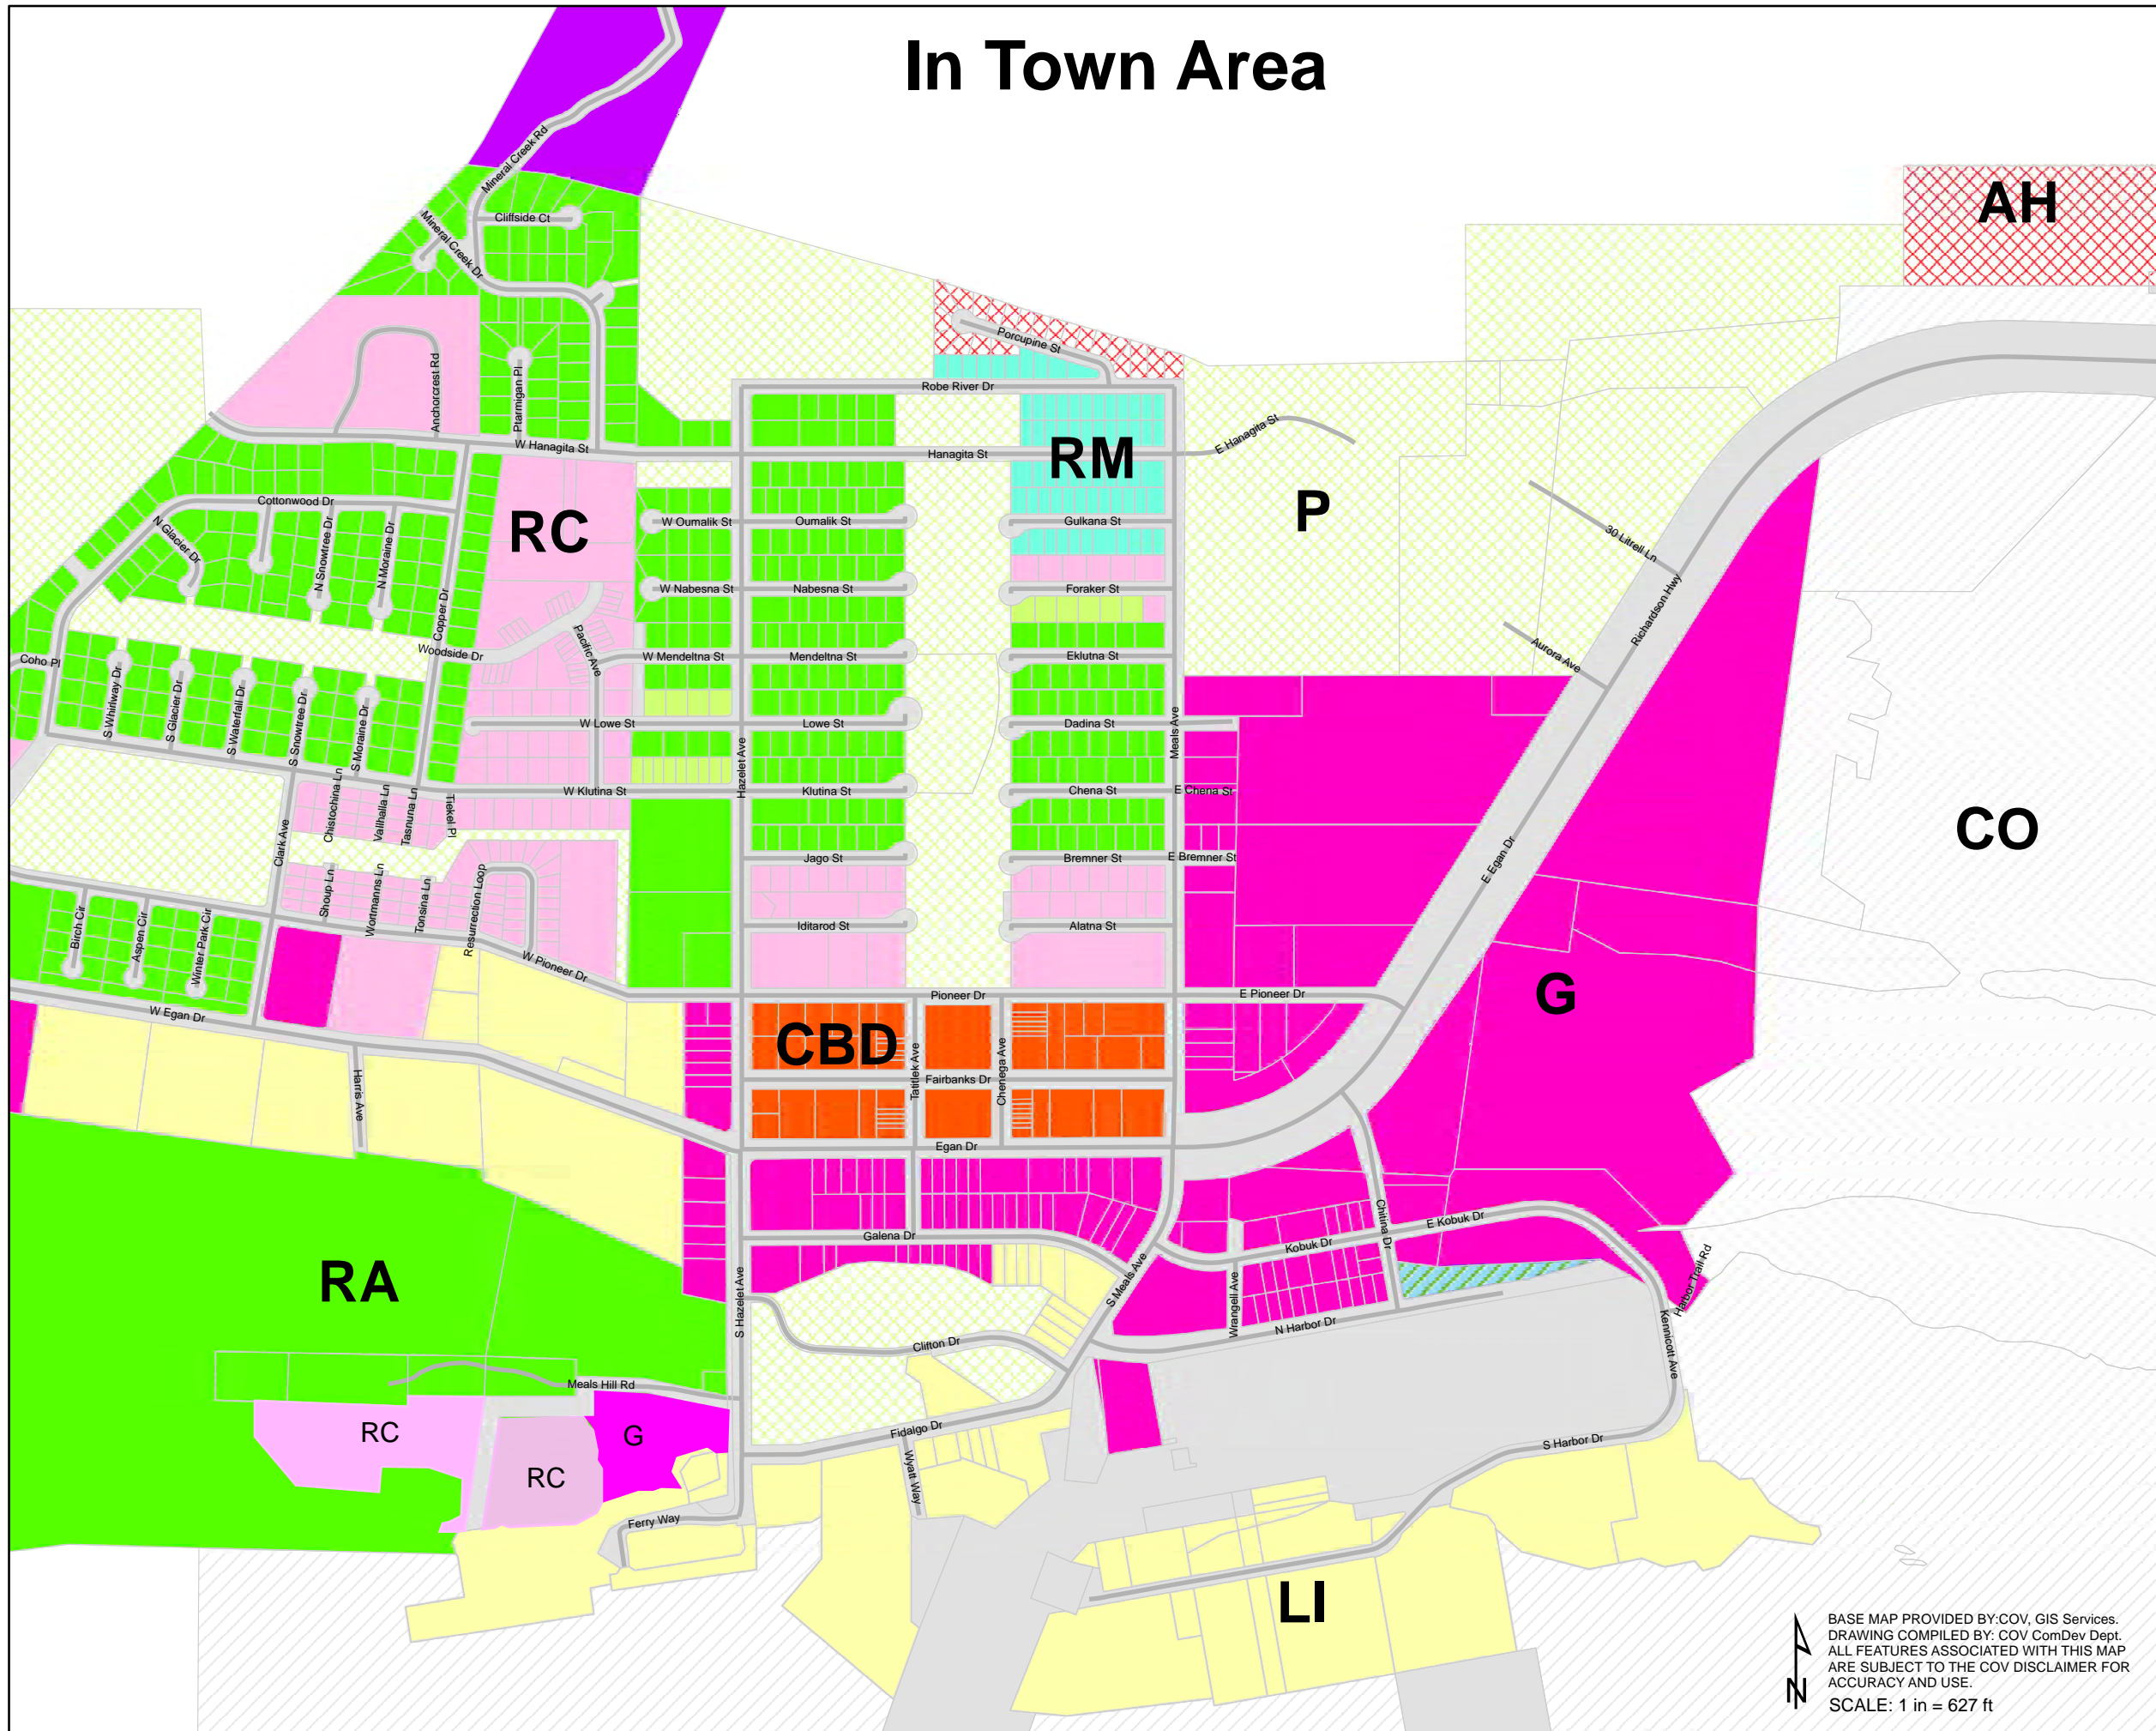 In Town Area
AH
Mineral Creek Rd
Cliffside Ct
Mineral Creek Dr
Porcupine St
Anchorcrest Rd
Ptarmigan Pl
Robe River Dr
W Hanagita St
Hanagita St
E Hanagita St
RM
P
RC
Cottonwood Dr
N Glacier Dr
N Snowtree Dr
N Moraine Dr
W Oumalik St
Oumalik St
Gulkana St
30 Litrell Ln
Richardson Hwy
Copper Dr
W Nabesna St
Nabesna St
Foraker St
Coho Pl
Woodside Dr
Pacific Ave
W Mendeltna St
Mendeltna St
Eklutna St
Aurora Ave
S Whirlway Dr
S Glacier Dr
S Waterfall Dr
S Snowtree Dr
S Moraine Dr
W Lowe St
Lowe St
Dadina St
Meals Ave
Hazelet Ave
W Klutina St
Klutina St
Chena St
E Chena St
Chistochina Ln
Vallhalla Ln
Tasnuna Ln
Tiekel Pl
Clark Ave
CO
Jago St
Bremner St
E Bremner St
E Egan Dr
Shoup Ln
Wortmanns Ln
Tonsina Ln
Resurrection Loop
Birch Cir
Aspen Cir
Winter Park Cir
Iditarod St
Alatna St
W Pioneer Dr
Pioneer Dr
E Pioneer Dr
G
W Egan Dr
CBD
Tatitlek Ave
Chenega Ave
Fairbanks Dr
Harris Ave
Egan Dr
RA
Galena Dr
Chitina Dr
E Kobuk Dr
Kobuk Dr
S Hazelet Ave
S Meals Ave
Wrangell Ave
N Harbor Dr
Harbor Trail Rd
Kennicott Ave
Clifton Dr
Meals Hill Rd
RC
G
RC
Fidalgo Dr
Wyatt Way
S Harbor Dr
Ferry Way
LI
N
BASE MAP PROVIDED BY:COV, GIS Services.
DRAWING COMPILED BY: COV ComDev Dept.
ALL FEATURES ASSOCIATED WITH THIS MAP
ARE SUBJECT TO THE COV DISCLAIMER FOR
ACCURACY AND USE.
SCALE: 1 in = 627 ft